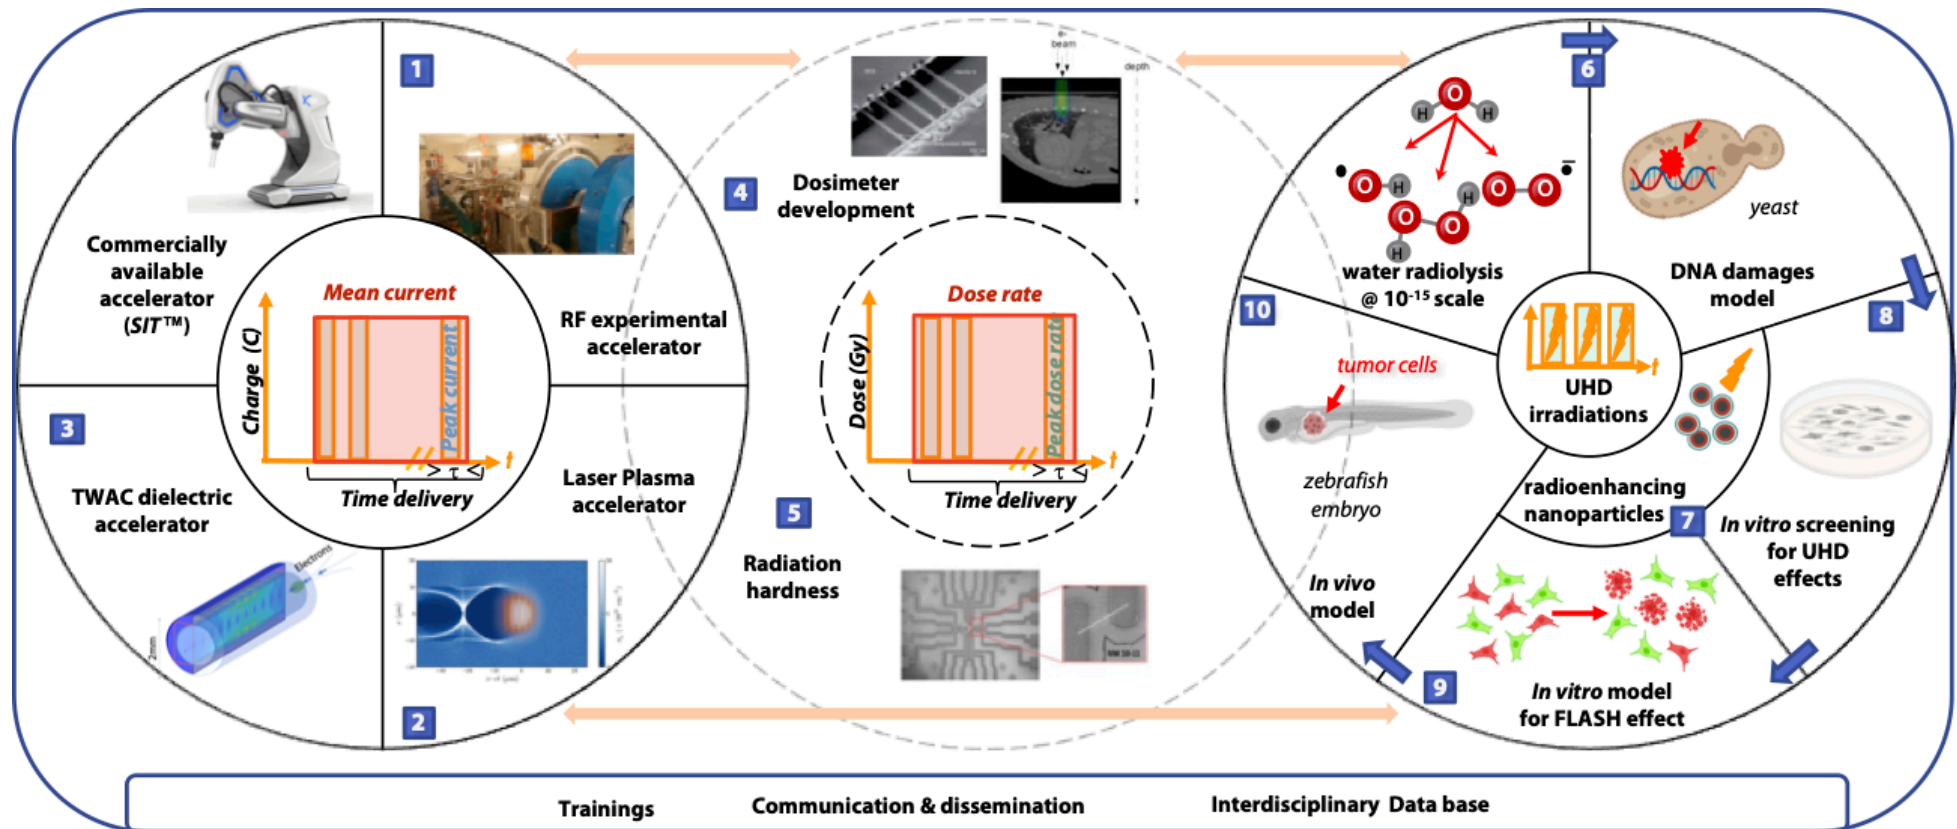 1
Commercially
available
accelerator
(SIT™)
RF experimental
accelerator
Mean current
Charge (C)
Peak current
t
> τ <
Time delivery
3
TWAC dielectric
accelerator
Electrons
2mm
Laser Plasma
accelerator
2
4
Dosimeter
development
e-
beam
depth
Dose rate
Dose (Gy)
Peak dose rate
t
> τ <
Time delivery
5
Radiation
hardness
6
H
O
H
O
H
O
O
H
O
O
H
water radiolysis
@ 10-15 scale
yeast
DNA damages
model
10
8
tumor cells
t
UHD
irradiations
zebrafish
embryo
radioenhancing
nanoparticles
7
In vitro screening
for UHD
effects
In vivo
model
9
In vitro model
for FLASH effect
Trainings
Communication & dissemination
Interdisciplinary Data base